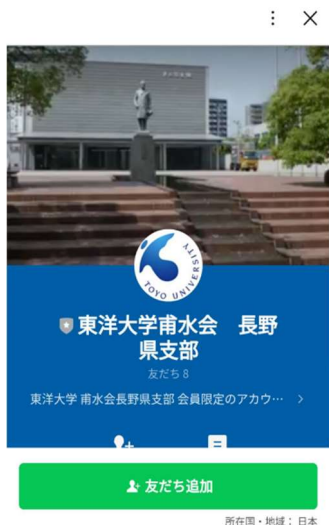 TOYO UNIVERSITY
東洋大学甫水会 長野
県支部
友だち 8
東洋大学 甫水会長野県支部 会員限定のアカウ…
友だち追加
所在国・地域： 日本